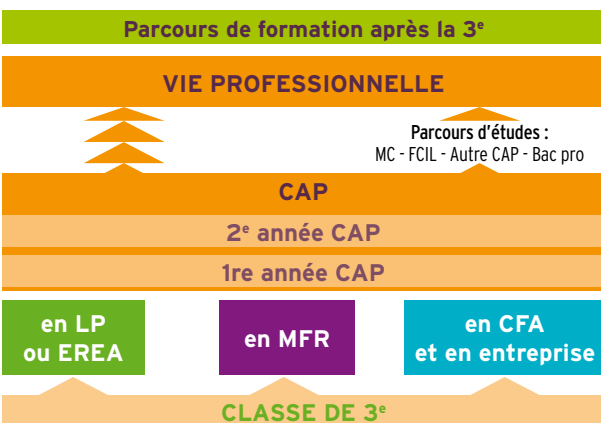 Parcours de formation après la 3e
VIE PROFESSIONNELLE
Parcours d'études :
MC - FCIL - Autre CAP - Bac pro
CAP
2e année CAP
1re année CAP
en LP
ou EREA
en MFR
en CFA
et en entreprise
CLASSE DE 3e